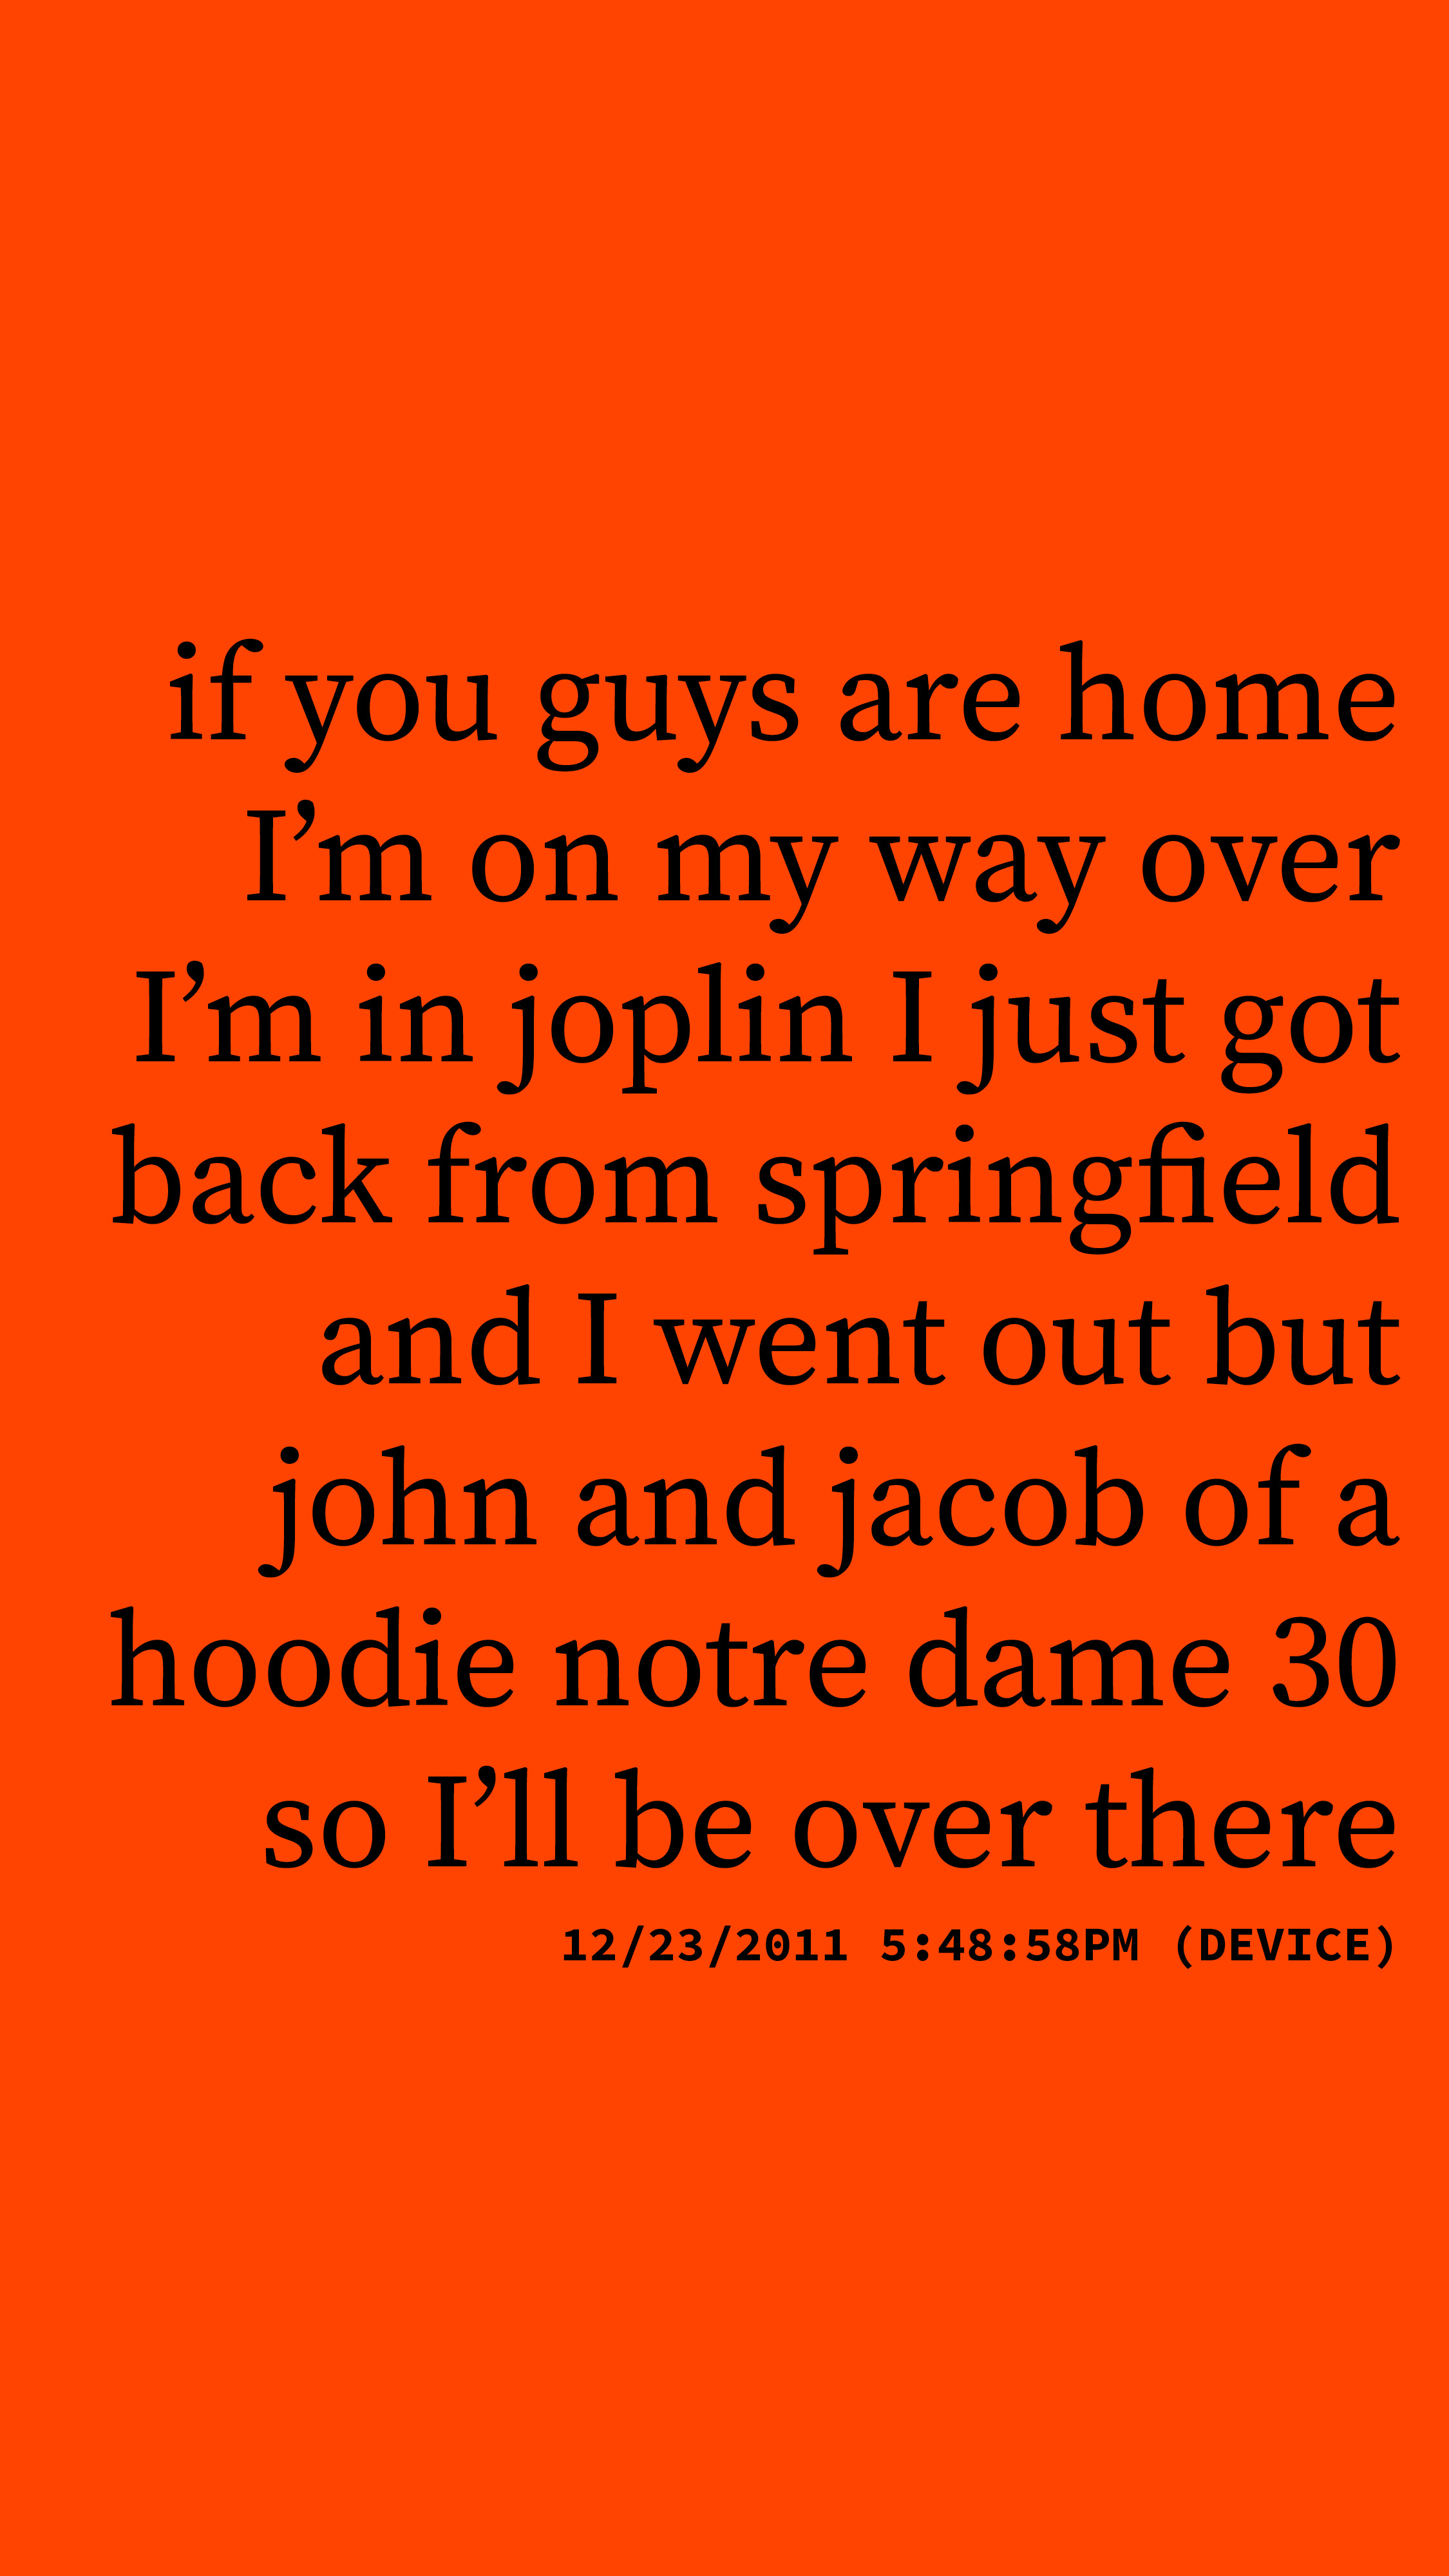 if you guys are home
I’m on my way over
I’m in joplin I just got
back from springfield
and I went out but
john and jacob of a
hoodie notre dame 30
so I’ll be over there
12/23/2011 5:48:58PM (DEVICE)